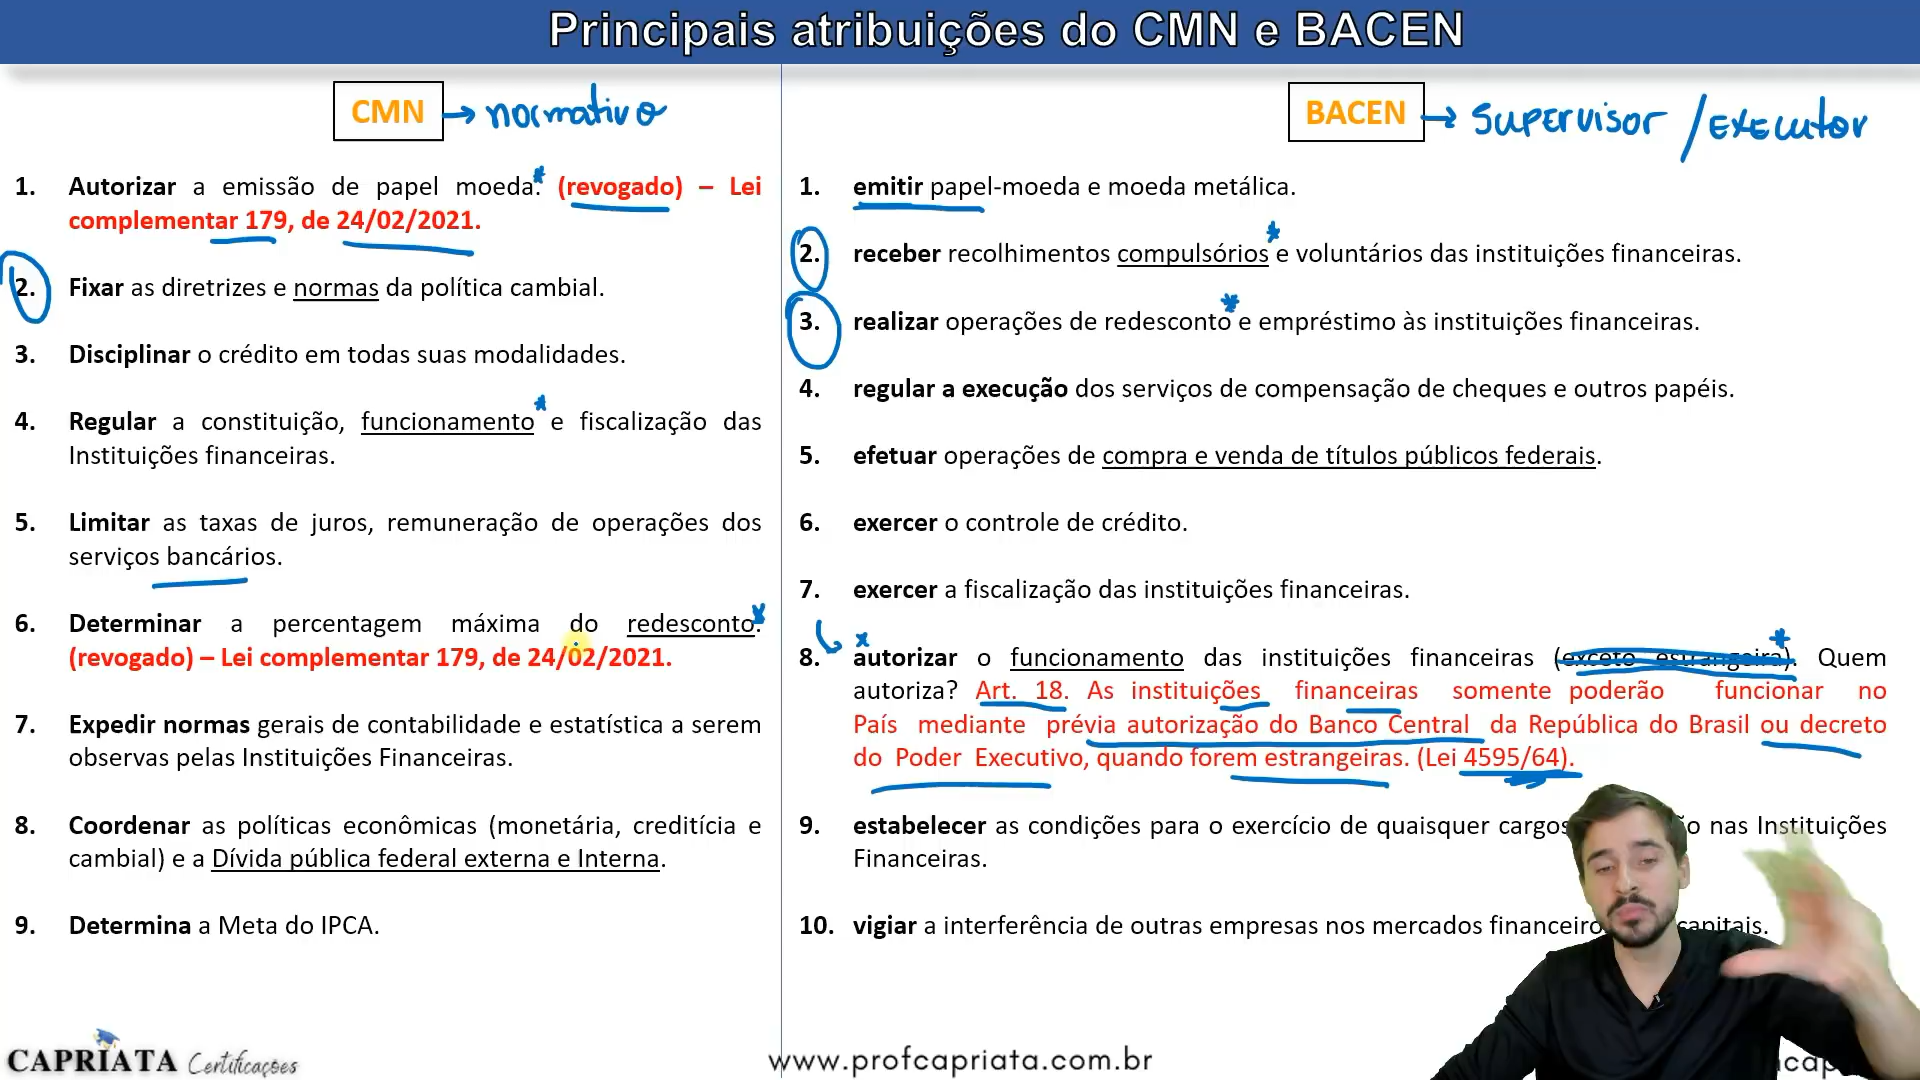 Principais atribuições do CMN e BACEN
CMN → normativo
1. Autorizar a emissão de papel moeda. (revogado) – Lei
complementar 179, de 24/02/2021.
2. Fixar as diretrizes e normas da política cambial.
3. Disciplinar o crédito em todas suas modalidades.
4. Regular a constituição, funcionamento e fiscalização das
Instituições financeiras.
5. Limitar as taxas de juros, remuneração de operações dos
serviços bancários.
6. Determinar a percentagem máxima do redesconto.
(revogado) – Lei complementar 179, de 24/02/2021.
7. Expedir normas gerais de contabilidade e estatística a serem
observas pelas Instituições Financeiras.
8. Coordenar as políticas econômicas (monetária, creditícia e
cambial) e a Dívida pública federal externa e Interna.
9. Determina a Meta do IPCA.
BACEN → SUPERVISOR / EXECUTOR
1. emitir papel-moeda e moeda metálica.
2. receber recolhimentos compulsórios e voluntários das instituições financeiras.
3. realizar operações de redesconto e empréstimo às instituições financeiras.
4. regular a execução dos serviços de compensação de cheques e outros papéis.
5. efetuar operações de compra e venda de títulos públicos federais.
6. exercer o controle de crédito.
7. exercer a fiscalização das instituições financeiras.
8. autorizar o funcionamento das instituições financeiras (exceto estrangeira). Quem
autoriza? Art. 18. As instituições financeiras somente poderão funcionar no
País mediante prévia autorização do Banco Central da República do Brasil ou decreto
do Poder Executivo, quando forem estrangeiras. (Lei 4595/64).
9. estabelecer as condições para o exercício de quaisquer cargos nas Instituições
Financeiras.
10. vigiar a interferência de outras empresas nos mercados capitais.
CAPRIATA Certificações
www.profcapriata.com.br